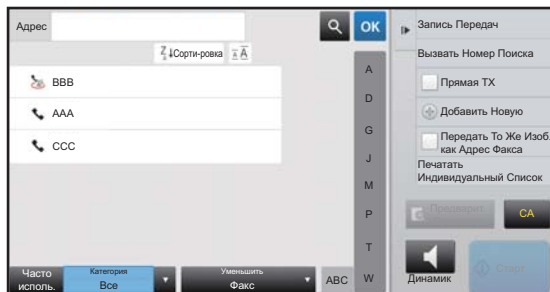 Адрес
OK
Сорти-ровка
BBB
AAA
CCC
A
D
G
J
M
P
T
W
Часто
исполь.
Категория
Все
Уменьшить
Факс
ABC
Запись Передач
Вызвать Номер Поиска
Прямая TX
Добавить Новую
Передать То Же Изоб.
как Адрес Факса
Печатать
Индивидуальный Список
CA
Динамик
Старт